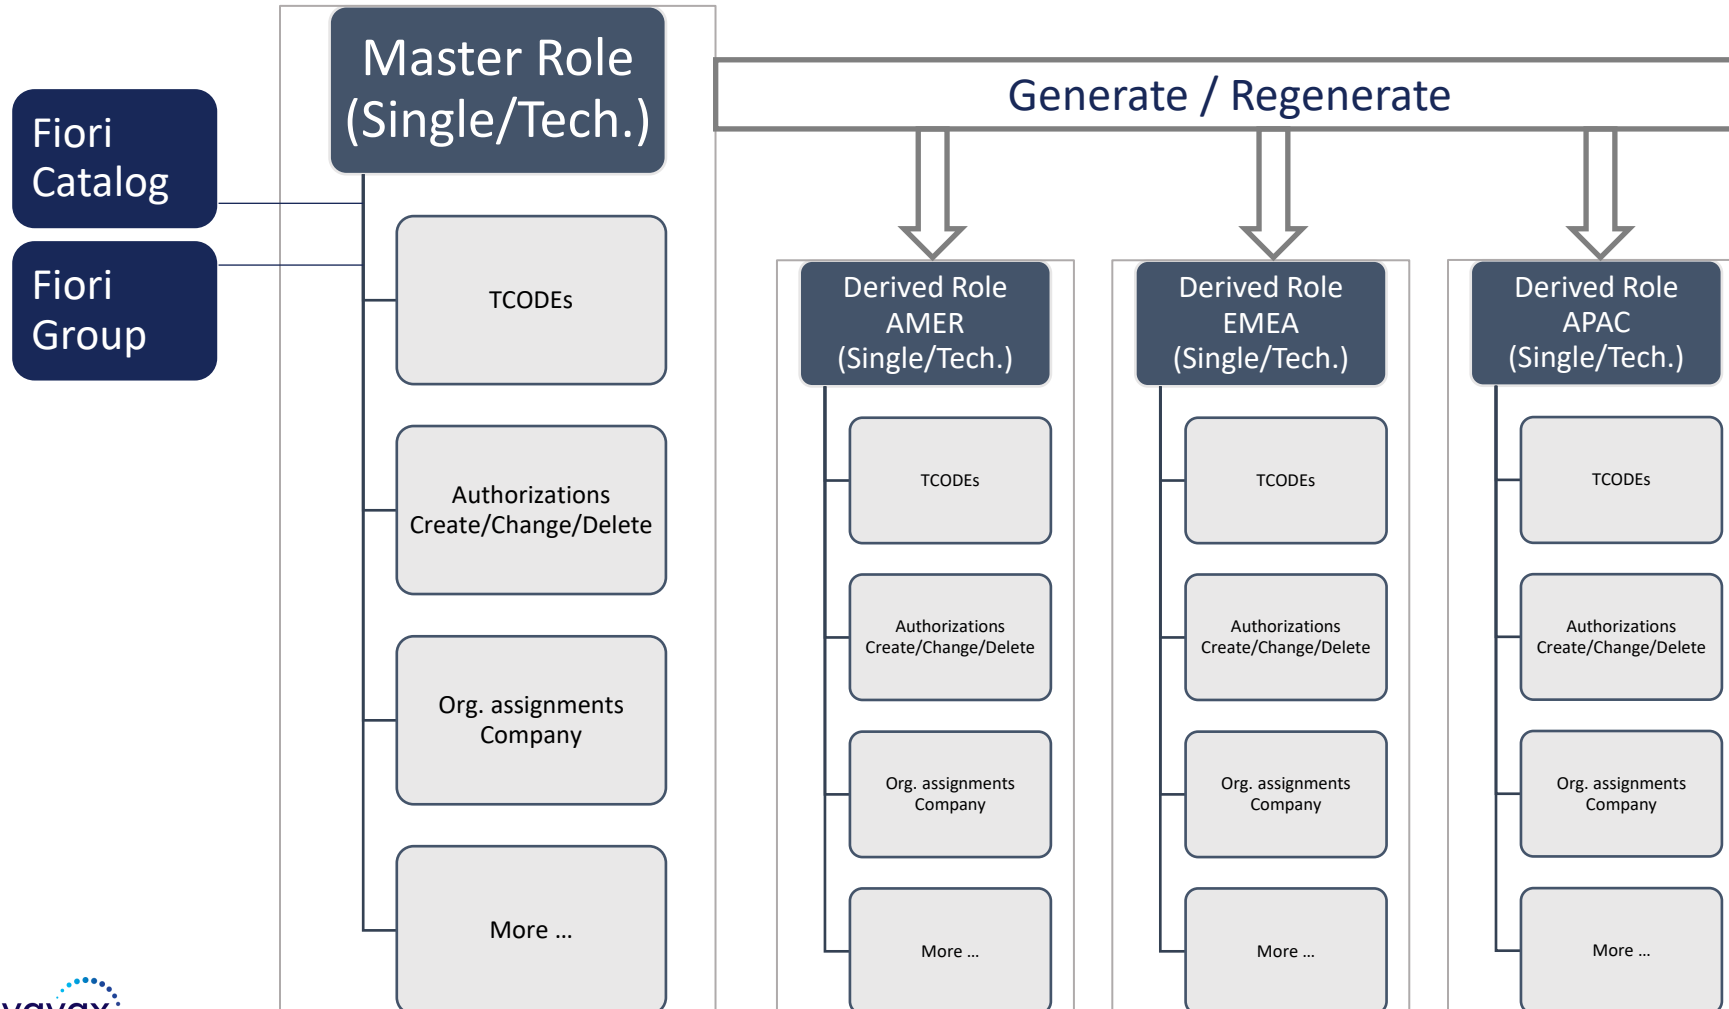 Fiori
Catalog
Fiori
Group
Master Role
(Single/Tech.)
TCODEs
Authorizations
Create/Change/Delete
Org. assignments
Company
More ...
Generate / Regenerate
Derived Role
AMER
(Single/Tech.)
TCODEs
Authorizations
Create/Change/Delete
Org. assignments
Company
More ...
Derived Role
EMEA
(Single/Tech.)
TCODEs
Authorizations
Create/Change/Delete
Org. assignments
Company
More ...
Derived Role
APAC
(Single/Tech.)
TCODEs
Authorizations
Create/Change/Delete
Org. assignments
Company
More ...